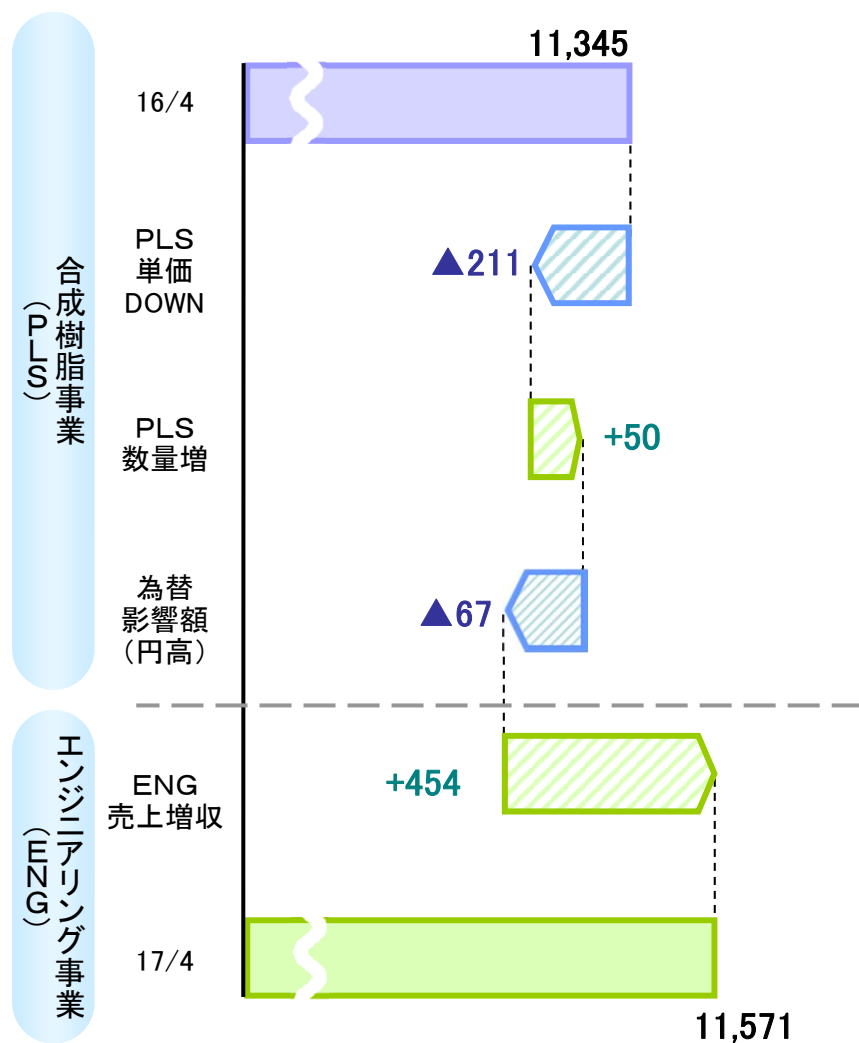 合成樹脂事業
（ＰＬＳ）
11,345
16/4
ＰＬＳ
単価
DOWN
▲211
ＰＬＳ
数量増
+50
為替
影響額
（円高）
▲67
エンジニアリング事業
（ＥＮＧ）
ＥＮＧ
売上増収
+454
17/4
11,571